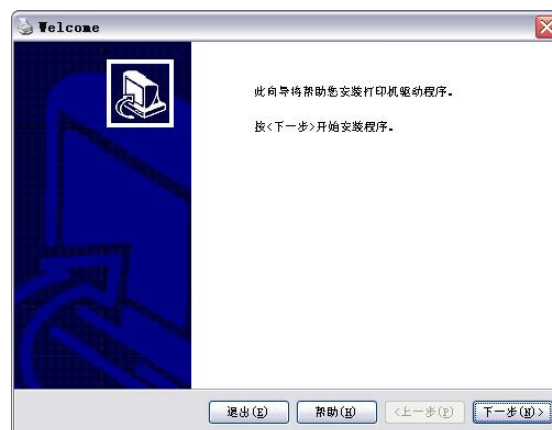 Welcome
此向导将帮助您安装打印机驱动程序。
按<下一步>开始安装程序。
退出(E)
帮助(H)
<上一步(P)
下一步(N)>